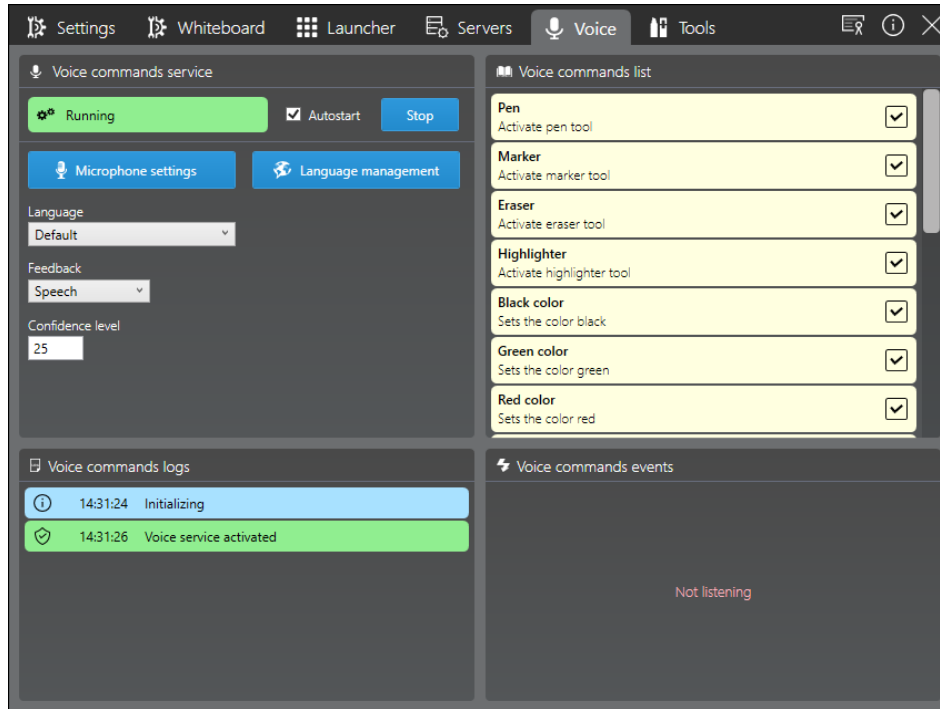 Settings Whiteboard Launcher Servers Voice Tools
Voice commands service
Running Autostart Stop
Microphone settings Language management
Language
Default
Feedback
Speech
Confidence level
25
Voice commands list
Pen
Activate pen tool
Marker
Activate marker tool
Eraser
Activate eraser tool
Highlighter
Activate highlighter tool
Black color
Sets the color black
Green color
Sets the color green
Red color
Sets the color red
Voice commands logs
14:31:24 Initializing
14:31:26 Voice service activated
Voice commands events
Not listening